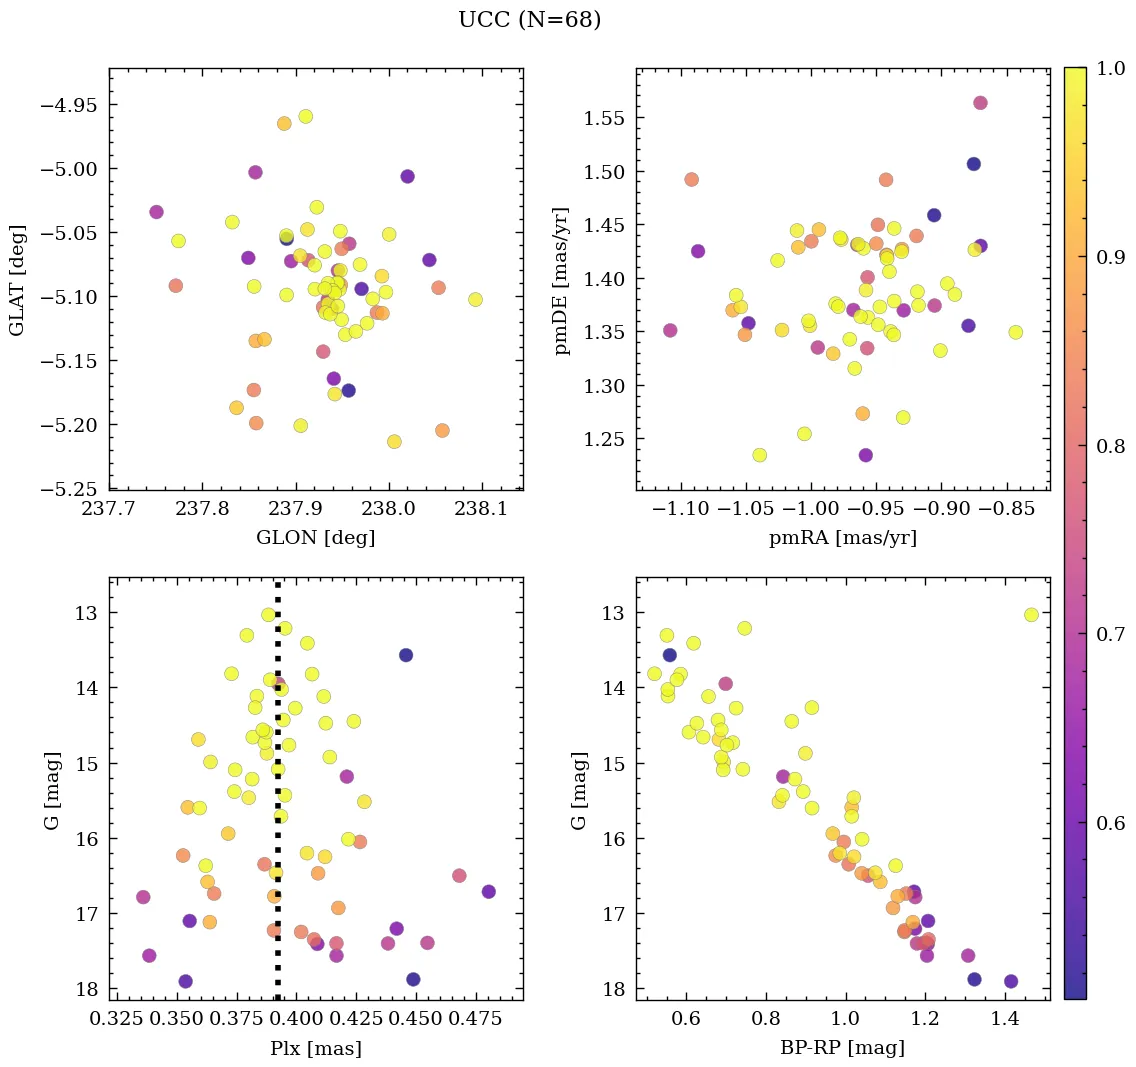 UCC (N=68)
−4.95
−5.00
−5.05
−5.10
−5.15
−5.20
−5.25
GLAT [deg]
237.7 237.8 237.9 238.0 238.1
GLON [deg]
1.55
1.50
1.45
1.40
1.35
1.30
1.25
pmDE [mas/yr]
−1.10 −1.05 −1.00 −0.95 −0.90 −0.85
pmRA [mas/yr]
13
14
15
16
17
18
G [mag]
0.325 0.350 0.375 0.400 0.425 0.450 0.475
Plx [mas]
13
14
15
16
17
18
G [mag]
0.6 0.8 1.0 1.2 1.4
BP-RP [mag]
1.0
0.9
0.8
0.7
0.6